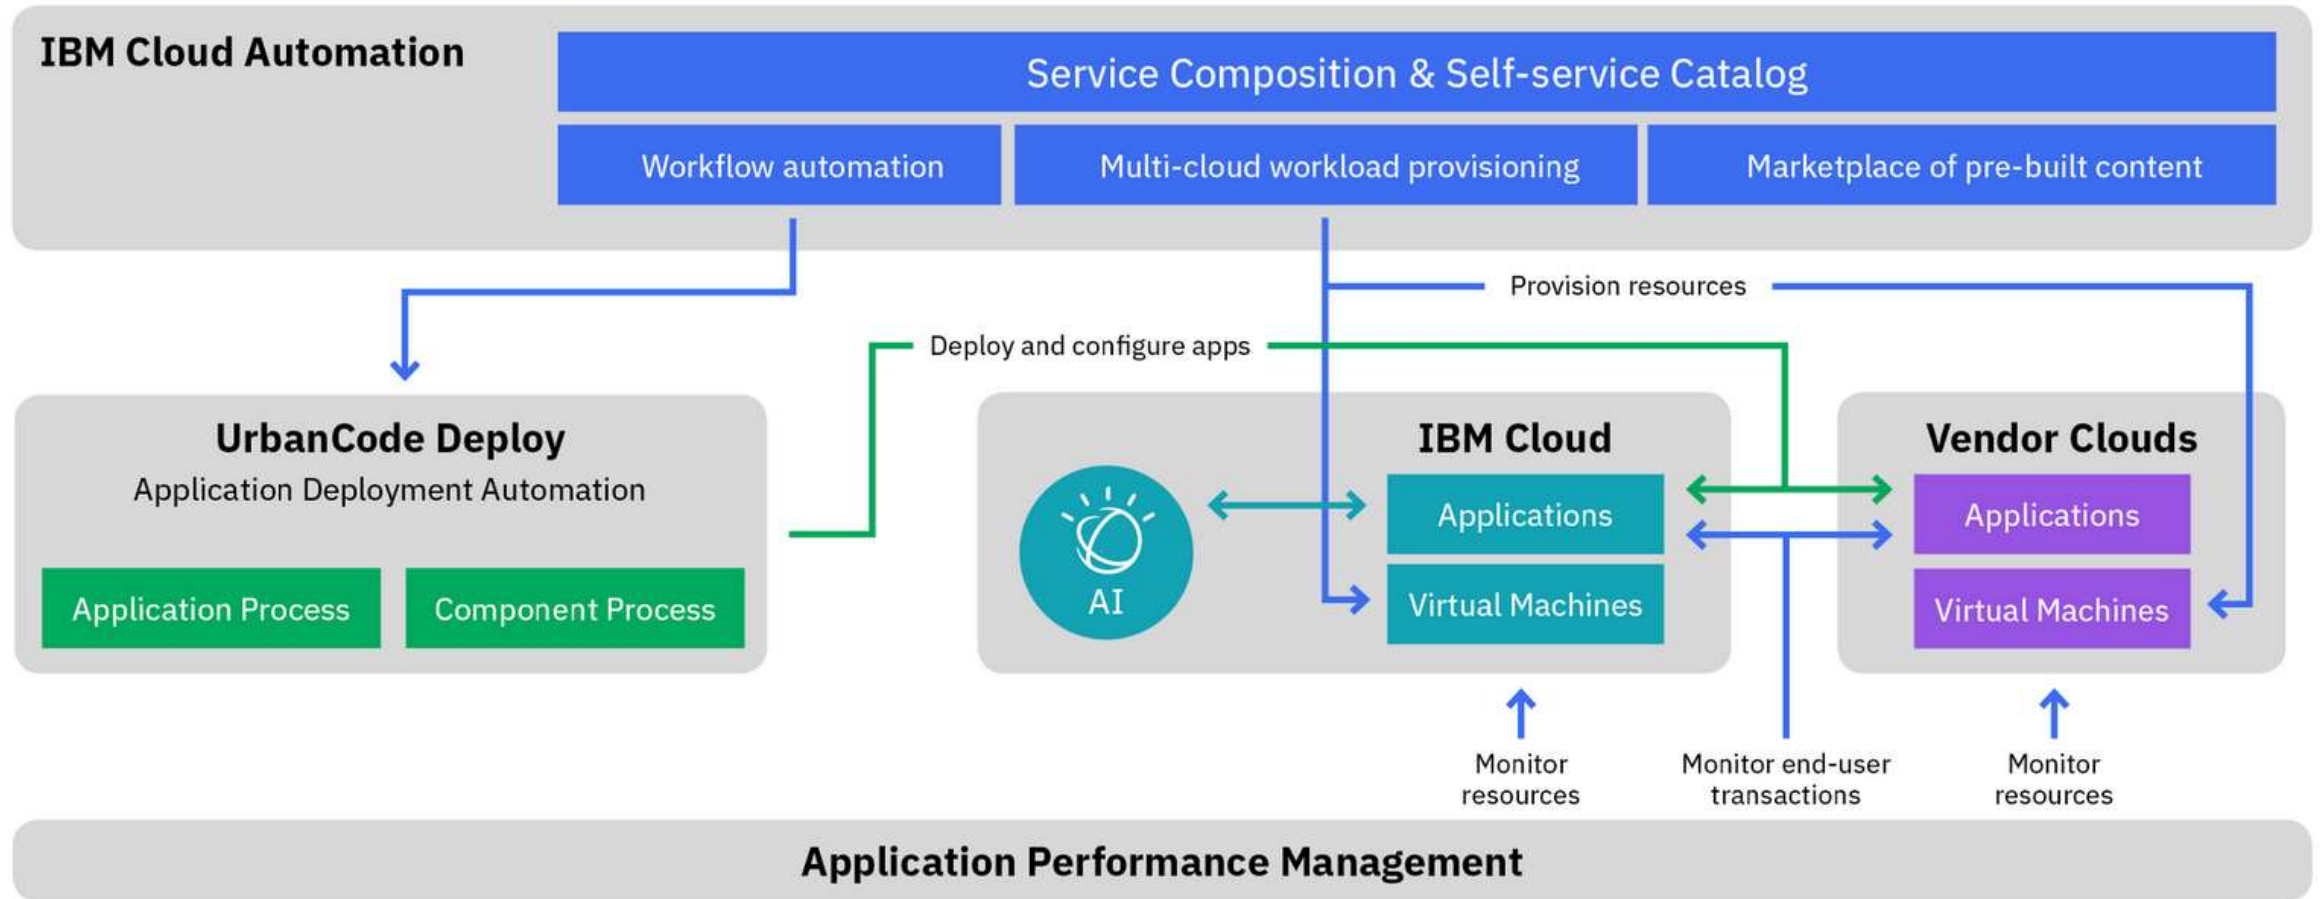 IBM Cloud Automation
Service Composition & Self-service Catalog
Workflow automation
Multi-cloud workload provisioning
Marketplace of pre-built content
Provision resources
Deploy and configure apps
UrbanCode Deploy
Application Deployment Automation
Application Process
Component Process
IBM Cloud
AI
Applications
Virtual Machines
Vendor Clouds
Applications
Virtual Machines
Monitor
resources
Monitor end-user
transactions
Monitor
resources
Application Performance Management